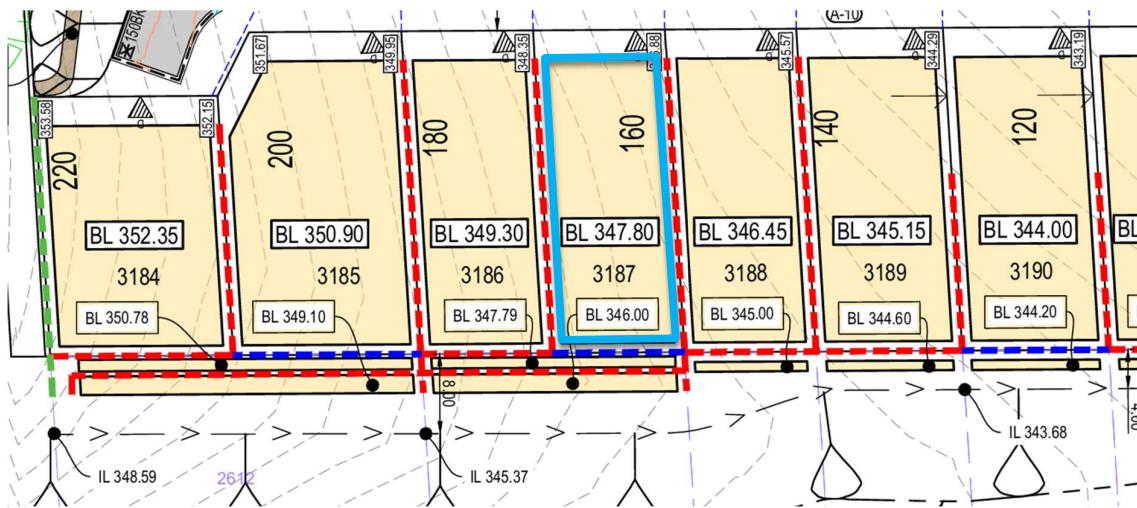 A-10
150BK
353.58
352.15
351.67
349.95
348.35
345.57
344.29
343.19
220
200
180
160
140
120
BL 352.35
BL 350.90
BL 349.30
BL 347.80
BL 346.45
BL 345.15
BL 344.00
BL
3184
3185
3186
3187
3188
3189
3190
BL 350.78
BL 349.10
BL 347.79
BL 346.00
BL 345.00
BL 344.60
BL 344.20
8.00
IL 348.59
2612
IL 345.37
IL 343.68